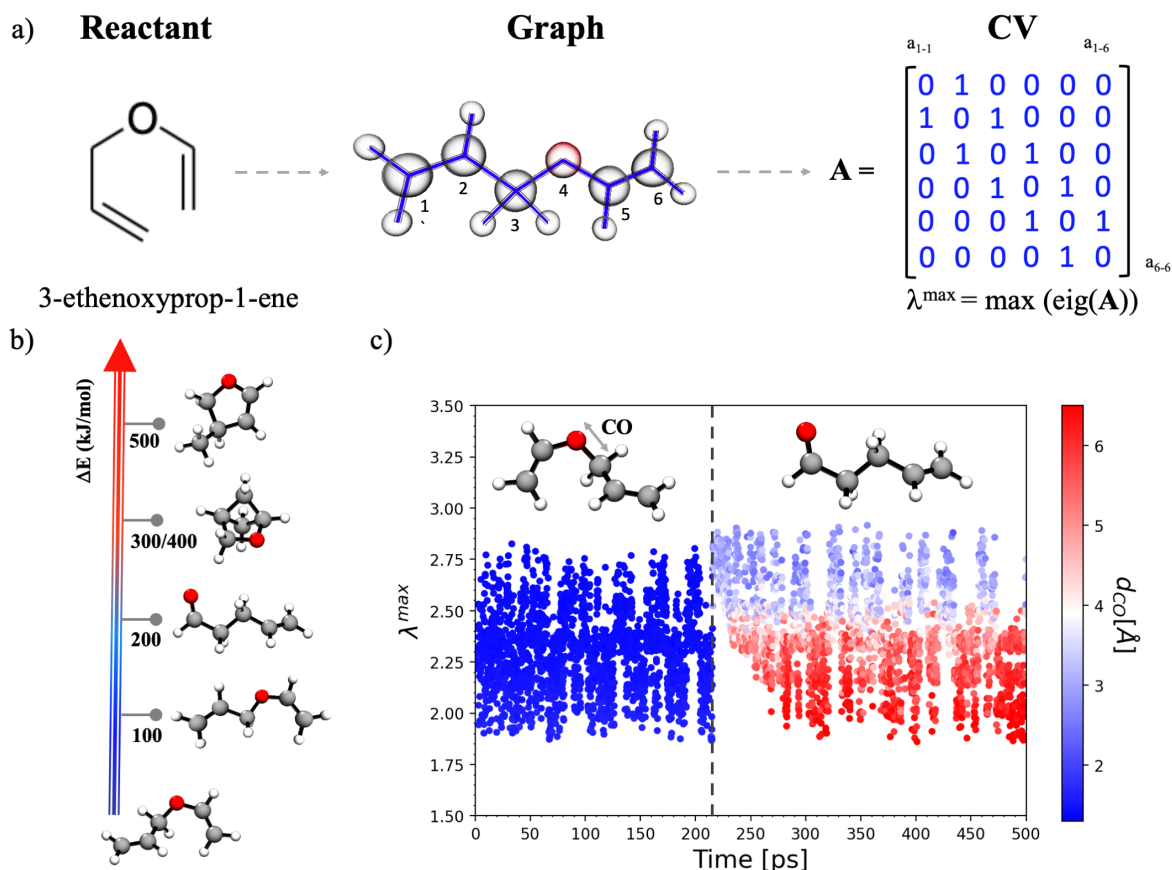 a)
Reactant
Graph
CV
a1-1
a1-6
O
1 2 3 4 5 6
`
A =
0 1 0 0 0 0
1 0 1 0 0 0
0 1 0 1 0 0
0 0 1 0 1 0
0 0 0 1 0 1
0 0 0 0 1 0
a6-6
3-ethenoxyprop-1-ene
λmax = max (eig(A))
b)
ΔE (kJ/mol)
500
300/400
200
100
c)
CO
λmax
3.50
3.25
3.00
2.75
2.50
2.25
2.00
1.75
1.50
0 50 100 150 200 250 300 350 400 450 500
Time [ps]
6
5
4
3
2
dCO[Å]